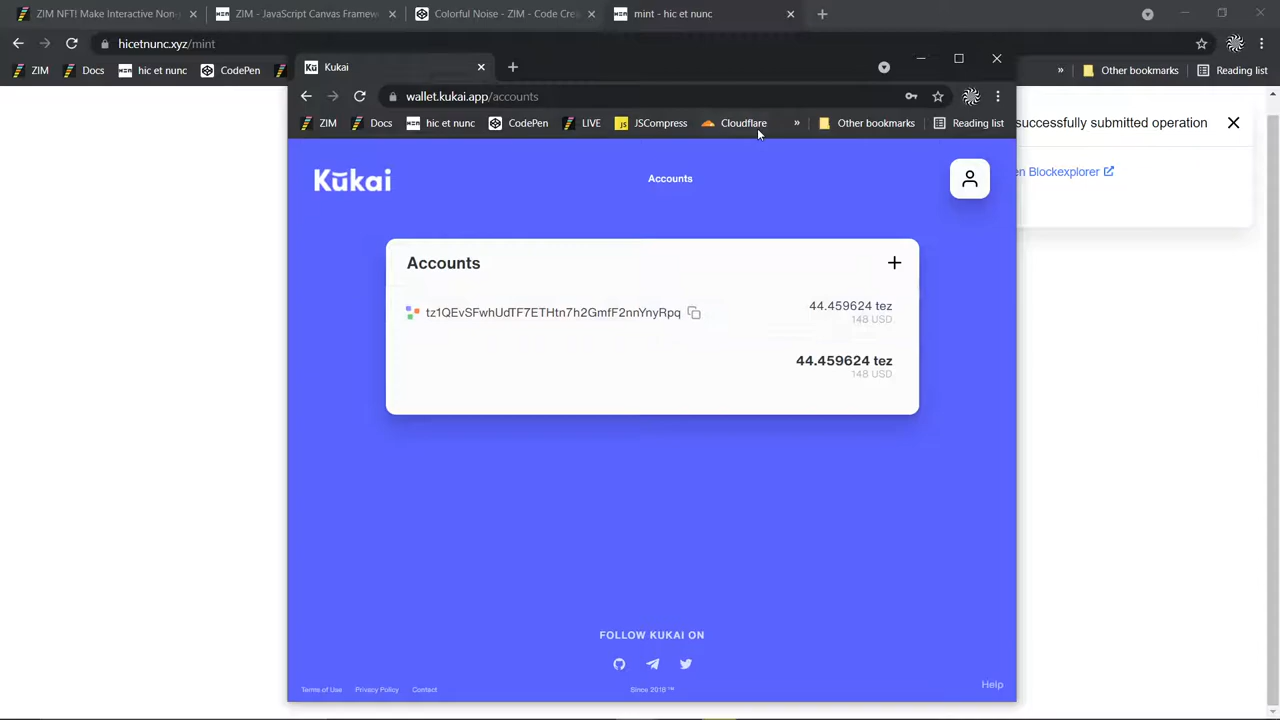 ZIM NFT! Make Interactive Non
ZIM - JavaScript Canvas Framew
Colorful Noise - ZIM - Code Crea
mint - hic et nunc
hicetnunc.xyz/mint
ZIM
Docs
hic et nunc
CodePen
»
Other bookmarks
Reading list
Kukai
wallet.kukai.app/accounts
ZIM
Docs
hic et nunc
CodePen
LIVE
JSCompress
Cloudflare
»
Other bookmarks
Reading list
successfully submitted operation
en Blockexplorer
Kūkai
Accounts
Accounts
tz1QEvSFwhUdTF7ETHtn7h2GmfF2nnYnyRpq
44.459624 tez
148 USD
44.459624 tez
148 USD
FOLLOW KUKAI ON
Terms of Use
Privacy Policy
Contact
Since 2018 ™
Help